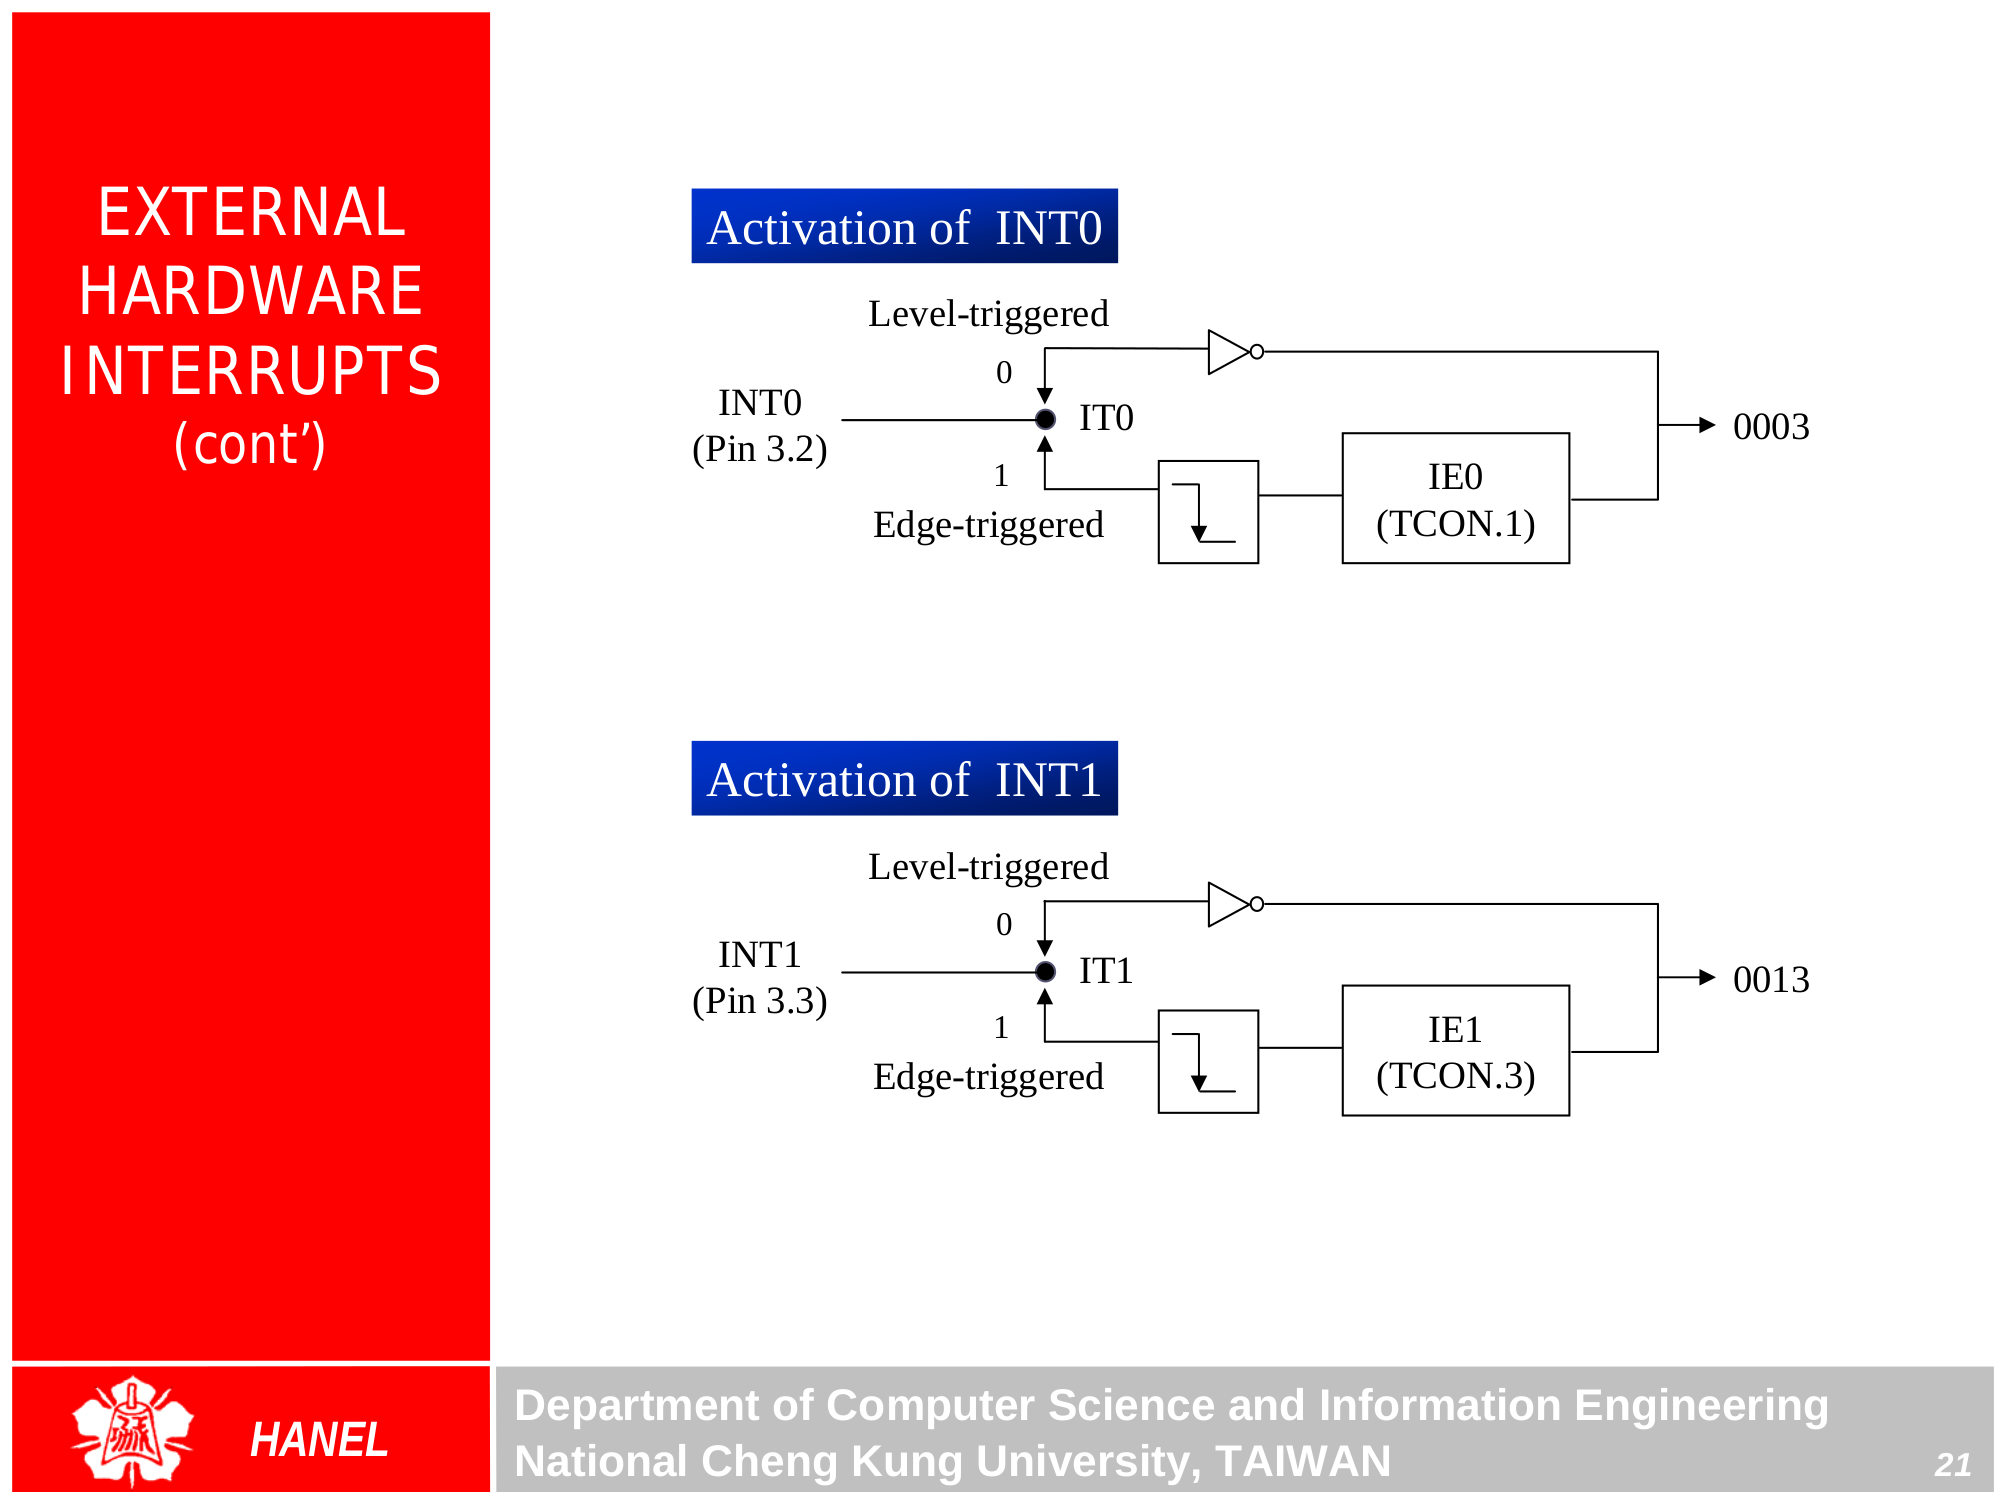 EXTERNAL
HARDWARE
INTERRUPTS
(cont’)
Activation of INT0
Level-triggered
0
INT0
(Pin 3.2)
IT0
0003
1
IE0
(TCON.1)
Edge-triggered
Activation of INT1
Level-triggered
0
INT1
(Pin 3.3)
IT1
0013
1
IE1
(TCON.3)
Edge-triggered
HANEL
Department of Computer Science and Information Engineering
National Cheng Kung University, TAIWAN
21